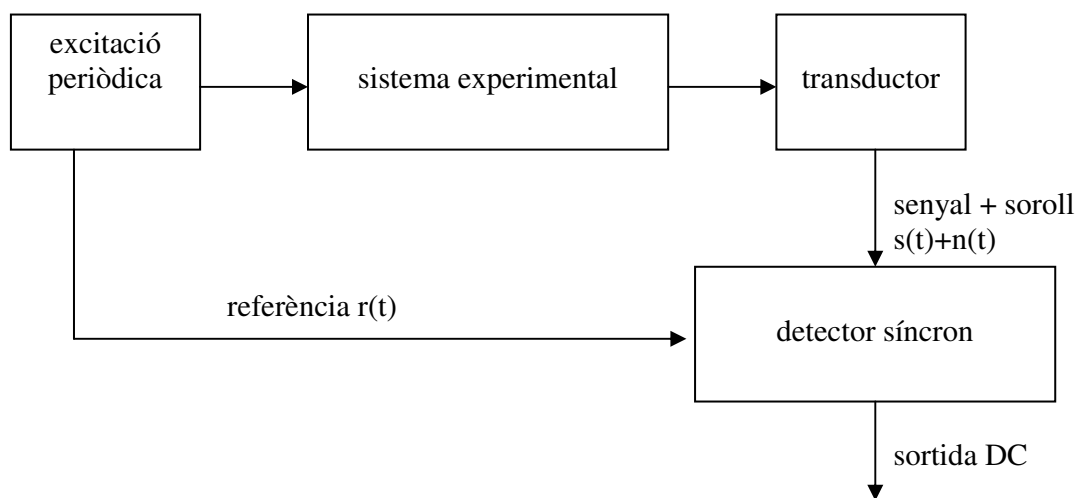 excitació
periòdica
sistema experimental
transductor
senyal + soroll
s(t)+n(t)
referència r(t)
detector síncron
sortida DC